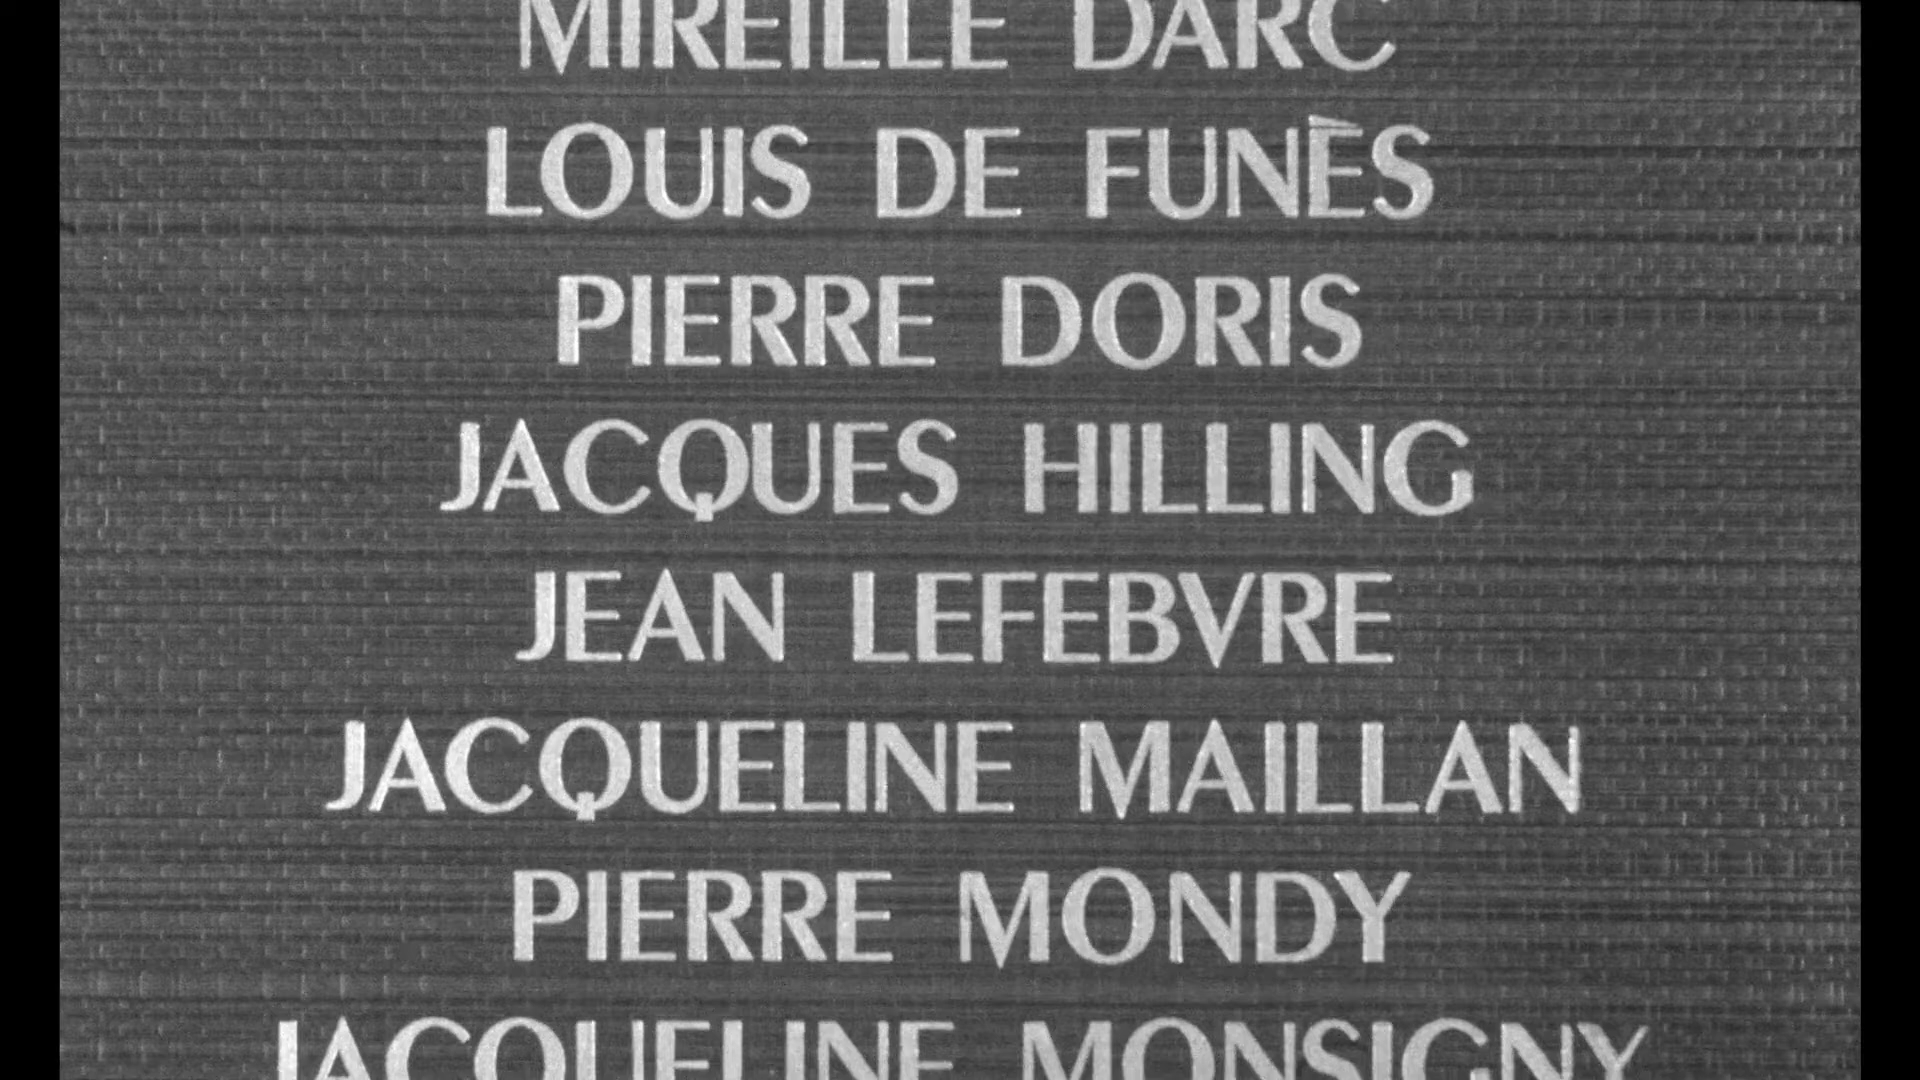 MIREILLE DARC
LOUIS DE FUNÈS
PIERRE DORIS
JACQUES HILLING
JEAN LEFEBVRE
JACQUELINE MAILLAN
PIERRE MONDY
JACQUELINE MONSIGNY